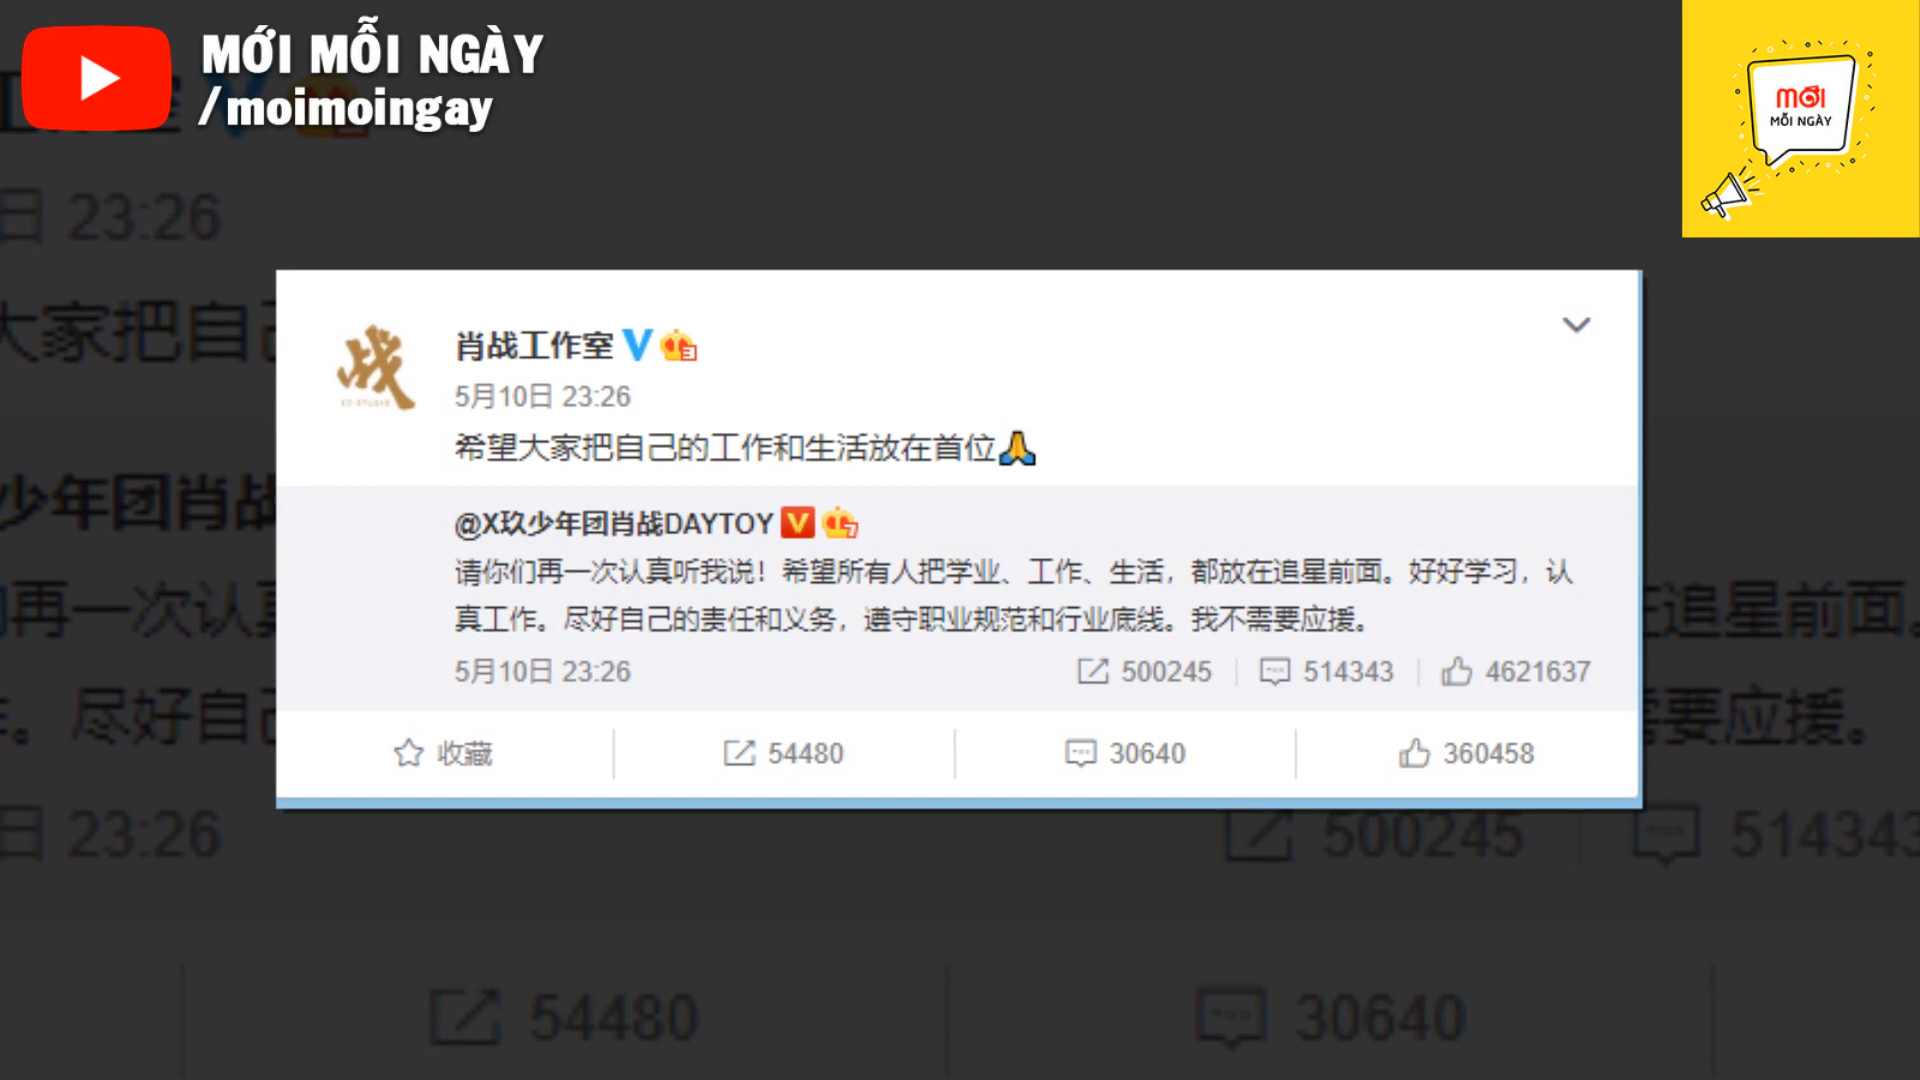 MỚI MỖI NGÀY
/moimoingay
MỚI
MỖI NGÀY
日 23:26
肖战工作室
5月10日 23:26
希望大家把自己的工作和生活放在首位🙏
@X玖少年团肖战DAYTOY
请你们再一次认真听我说！希望所有人把学业、工作、生活，都放在追星前面。好好学习，认
真工作。尽好自己的责任和义务，遵守职业规范和行业底线。我不需要应援。
5月10日 23:26
500245
514343
4621637
收藏
54480
30640
360458
大家把自己
少年团肖战
们再一次认真
在追星前面。
作。尽好自己
需要应援。
日 23:26
500245
514343
54480
30640